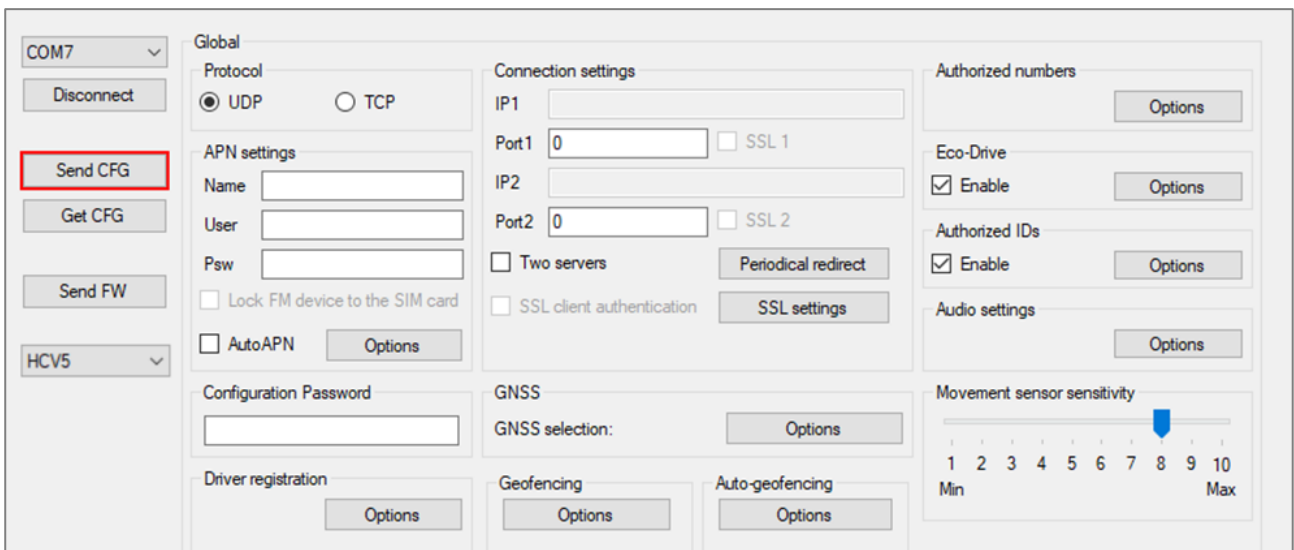 COM7
Disconnect
Send CFG
Get CFG
Send FW
HCV5
Global
Protocol
UDP TCP
APN settings
Name
User
Psw
Lock FM device to the SIM card
AutoAPN Options
Configuration Password
Driver registration
Options
Connection settings
IP1
Port1 0 SSL 1
IP2
Port2 0 SSL 2
Two servers Periodical redirect
SSL client authentication SSL settings
GNSS
GNSS selection: Options
Geofencing
Options
Auto-geofencing
Options
Authorized numbers
Options
Eco-Drive
Enable Options
Authorized IDs
Enable Options
Audio settings
Options
Movement sensor sensitivity
1 2 3 4 5 6 7 8 9 10
Min Max